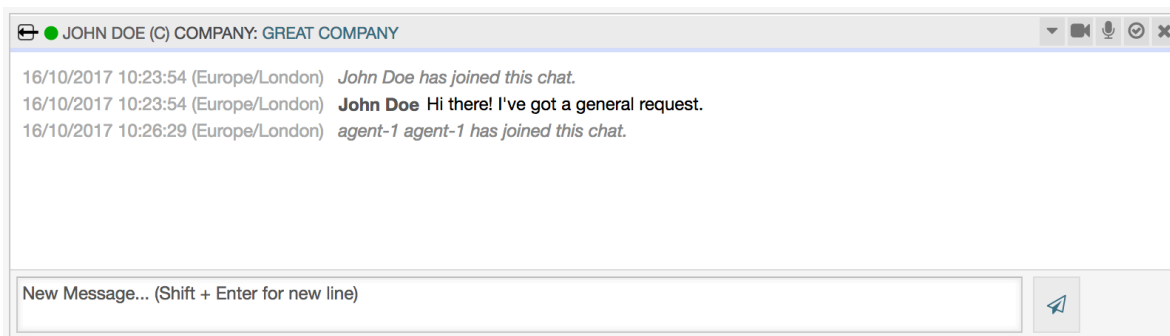 JOHN DOE (C) COMPANY: GREAT COMPANY
16/10/2017 10:23:54 (Europe/London) John Doe has joined this chat.
16/10/2017 10:23:54 (Europe/London) John Doe Hi there! I've got a general request.
16/10/2017 10:26:29 (Europe/London) agent-1 agent-1 has joined this chat.
New Message... (Shift + Enter for new line)